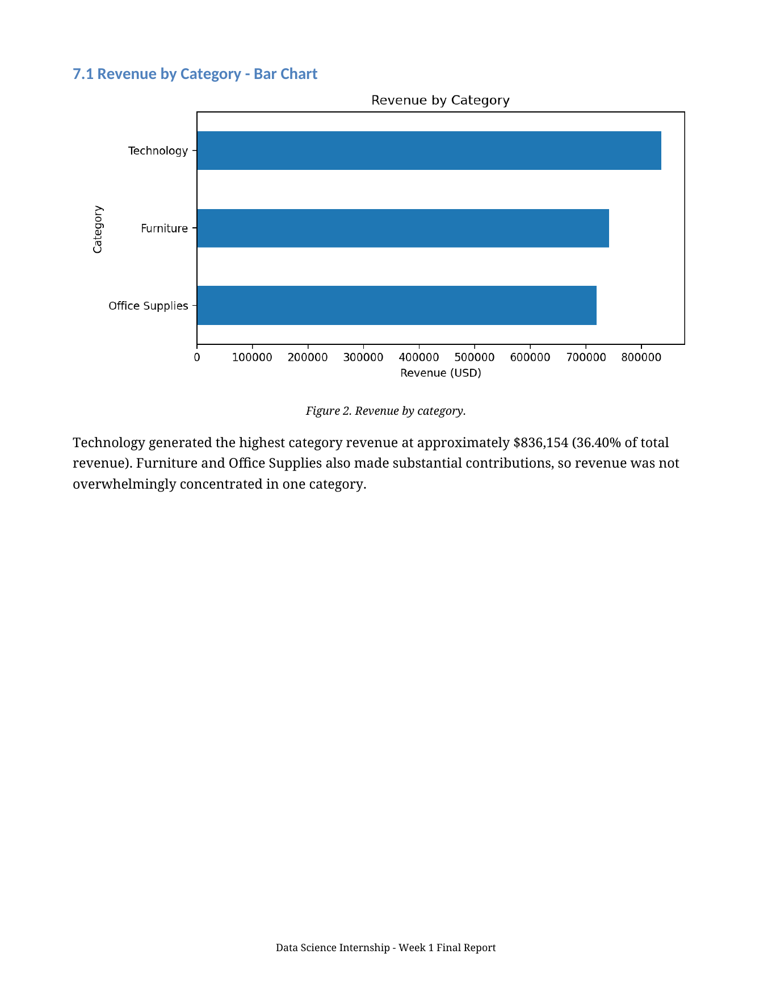 7.1 Revenue by Category - Bar Chart
Revenue by Category
Technology
Furniture
Office Supplies
Category
0 100000 200000 300000 400000 500000 600000 700000 800000
Revenue (USD)
Figure 2. Revenue by category.
Technology generated the highest category revenue at approximately $836,154 (36.40% of total
revenue). Furniture and Office Supplies also made substantial contributions, so revenue was not
overwhelmingly concentrated in one category.
Data Science Internship - Week 1 Final Report